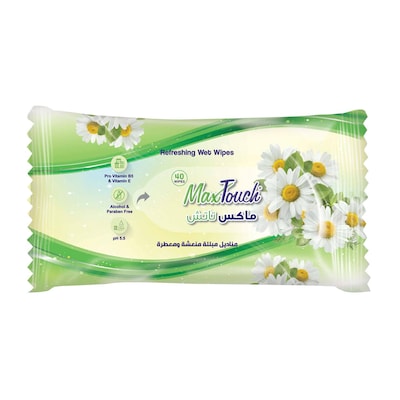 Refreshing Wet Wipes
40
WIPES
MaxTouch
ماكس تاتش
مناديل مبللة منعشة ومعطرة
Pro Vitamin B5
& Vitamin E
Alcohol &
Paraben Free
pH 5.5